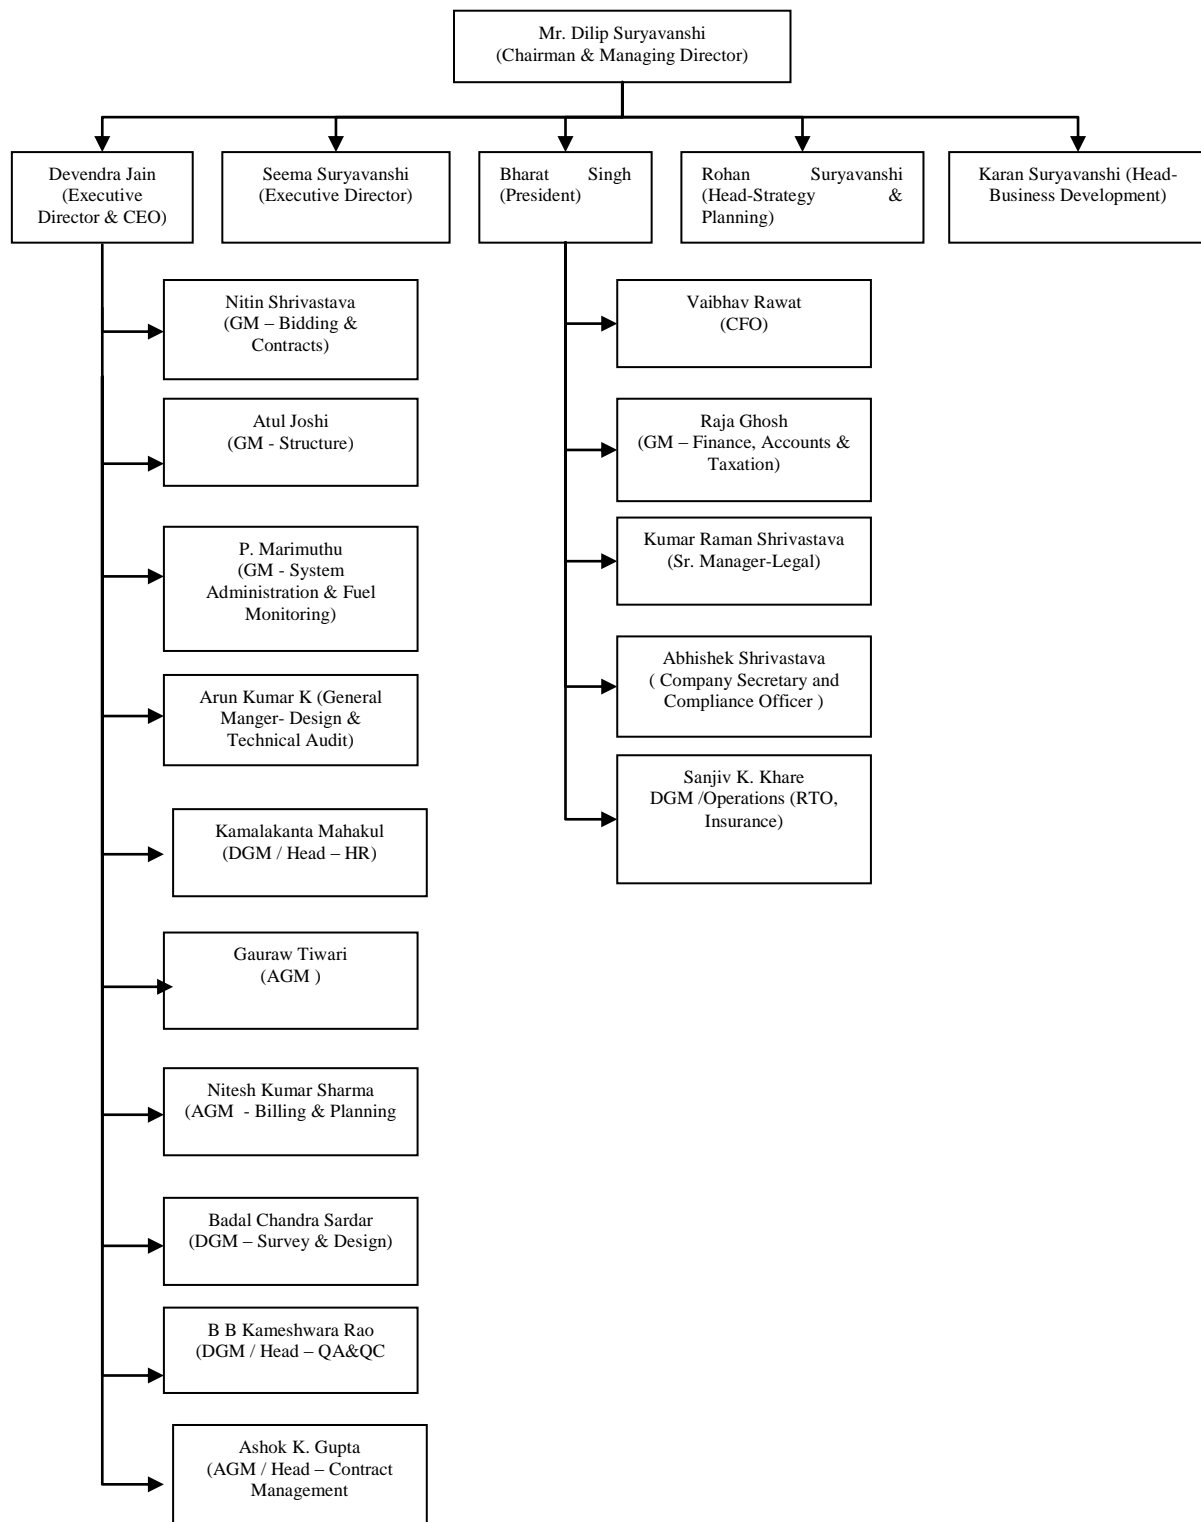 Mr. Dilip Suryavanshi
(Chairman & Managing Director)
Devendra Jain
(Executive
Director & CEO)
Seema Suryavanshi
(Executive Director)
Bharat Singh
(President)
Rohan Suryavanshi
(Head-Strategy &
Planning)
Karan Suryavanshi (Head-
Business Development)
Nitin Shrivastava
(GM – Bidding &
Contracts)
Atul Joshi
(GM - Structure)
P. Marimuthu
(GM - System
Administration & Fuel
Monitoring)
Arun Kumar K (General
Manger- Design &
Technical Audit)
Kamalakanta Mahakul
(DGM / Head – HR)
Gauraw Tiwari
(AGM )
Nitesh Kumar Sharma
(AGM - Billing & Planning
Badal Chandra Sardar
(DGM – Survey & Design)
B B Kameshwara Rao
(DGM / Head – QA&QC
Ashok K. Gupta
(AGM / Head – Contract
Management
Vaibhav Rawat
(CFO)
Raja Ghosh
(GM – Finance, Accounts &
Taxation)
Kumar Raman Shrivastava
(Sr. Manager-Legal)
Abhishek Shrivastava
( Company Secretary and
Compliance Officer )
Sanjiv K. Khare
DGM /Operations (RTO,
Insurance)